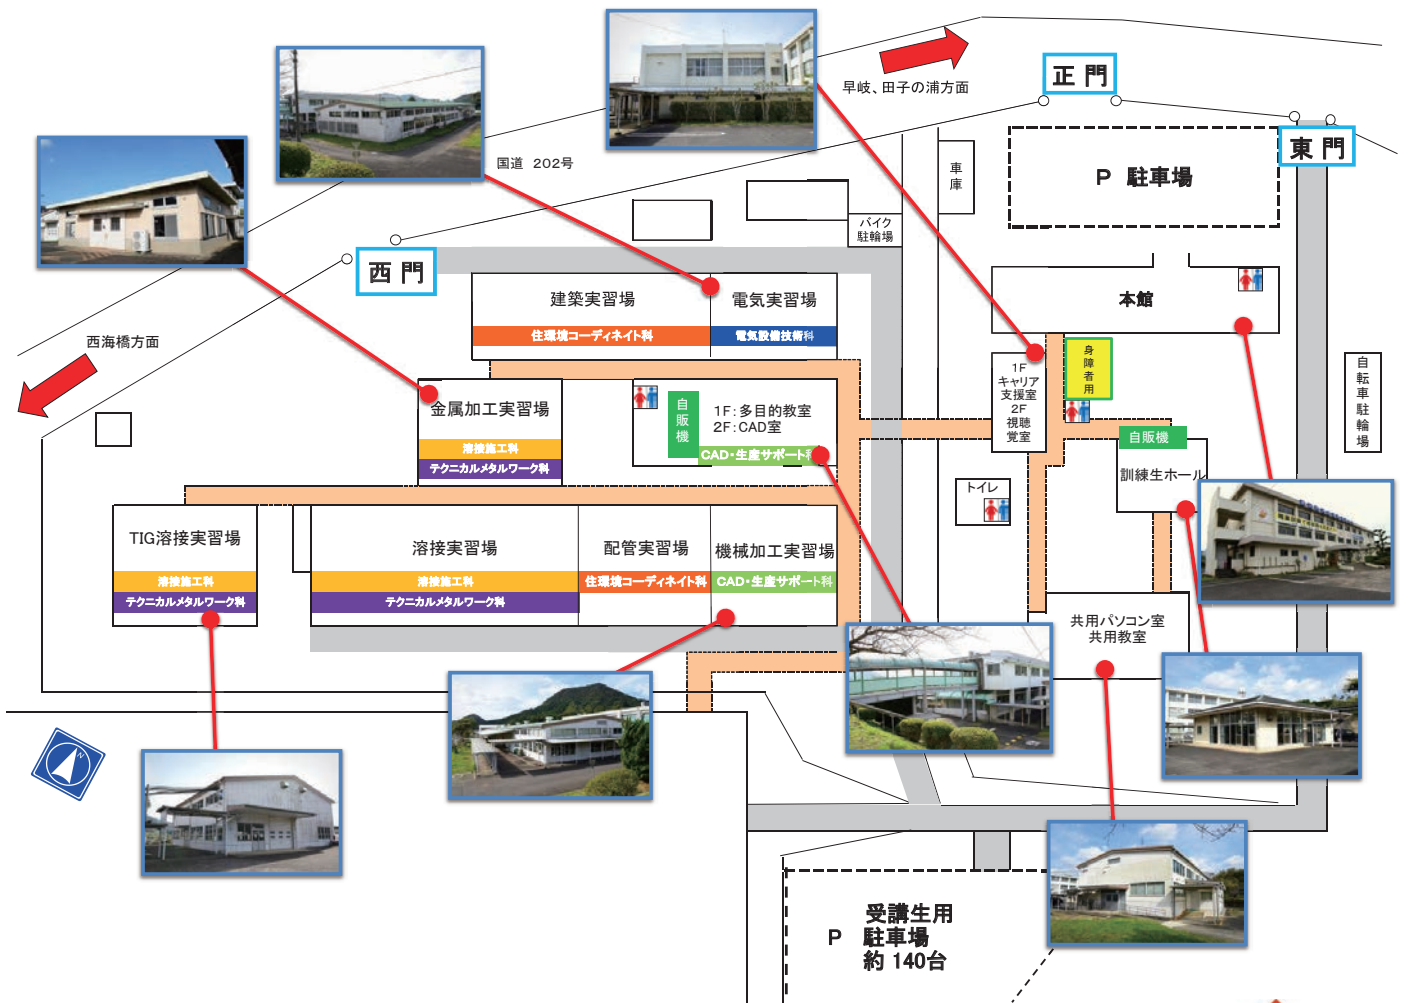 早岐、田子の浦方面
正 門
東 門
国道 202号
P 駐車場
車庫
バイク
駐輪場
西 門
西海橋方面
建築実習場
住環境コーディネイト科
電気実習場
電気設備技術科
本館
身障者用
自転車駐輪場
1F
キャリア
支援室
2F
視聴
覚室
金属加工実習場
溶接施工科
テクニカルメタルワーク科
自販機
1F:多目的教室
2F:CAD室
CAD・生産サポート科
自販機
訓練生ホール
トイレ
TIG溶接実習場
溶接施工科
テクニカルメタルワーク科
溶接実習場
溶接施工科
テクニカルメタルワーク科
配管実習場
住環境コーディネイト科
機械加工実習場
CAD・生産サポート科
共用パソコン室
共用教室
N
受講生用
P 駐車場
約 140台